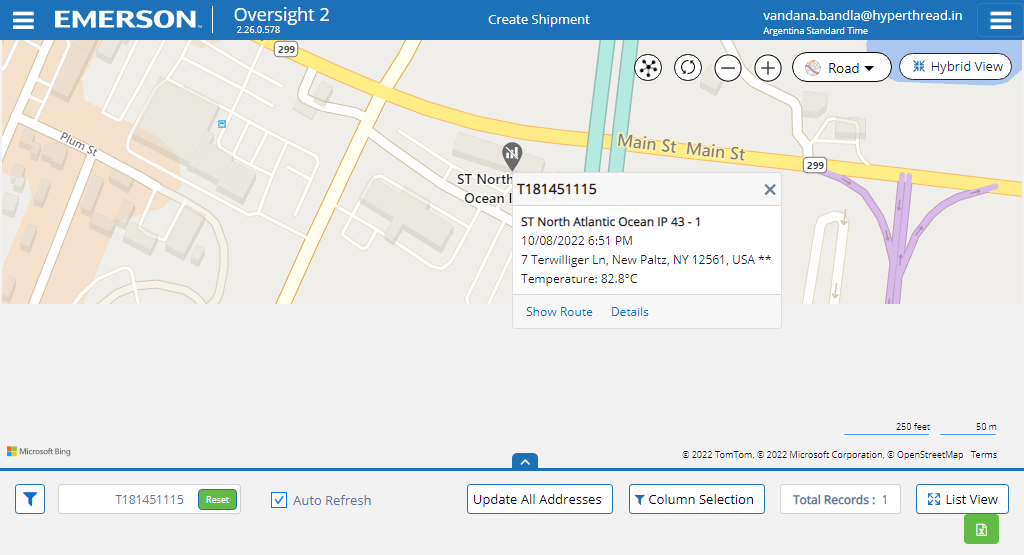 EMERSON
Oversight 2
2.26.0.578
Create Shipment
vandana.bandla@hyperthread.in
Argentina Standard Time
299
Road
Hybrid View
Plum St
Main St Main St
299
ST North
Ocean I
T181451115
ST North Atlantic Ocean IP 43 - 1
10/08/2022 6:51 PM
7 Terwilliger Ln, New Paltz, NY 12561, USA **
Temperature: 82.8°C
Show Route Details
250 feet 50 m
Microsoft Bing
© 2022 TomTom, © 2022 Microsoft Corporation, © OpenStreetMap Terms
T181451115 Reset
Auto Refresh
Update All Addresses
Column Selection
Total Records : 1
List View